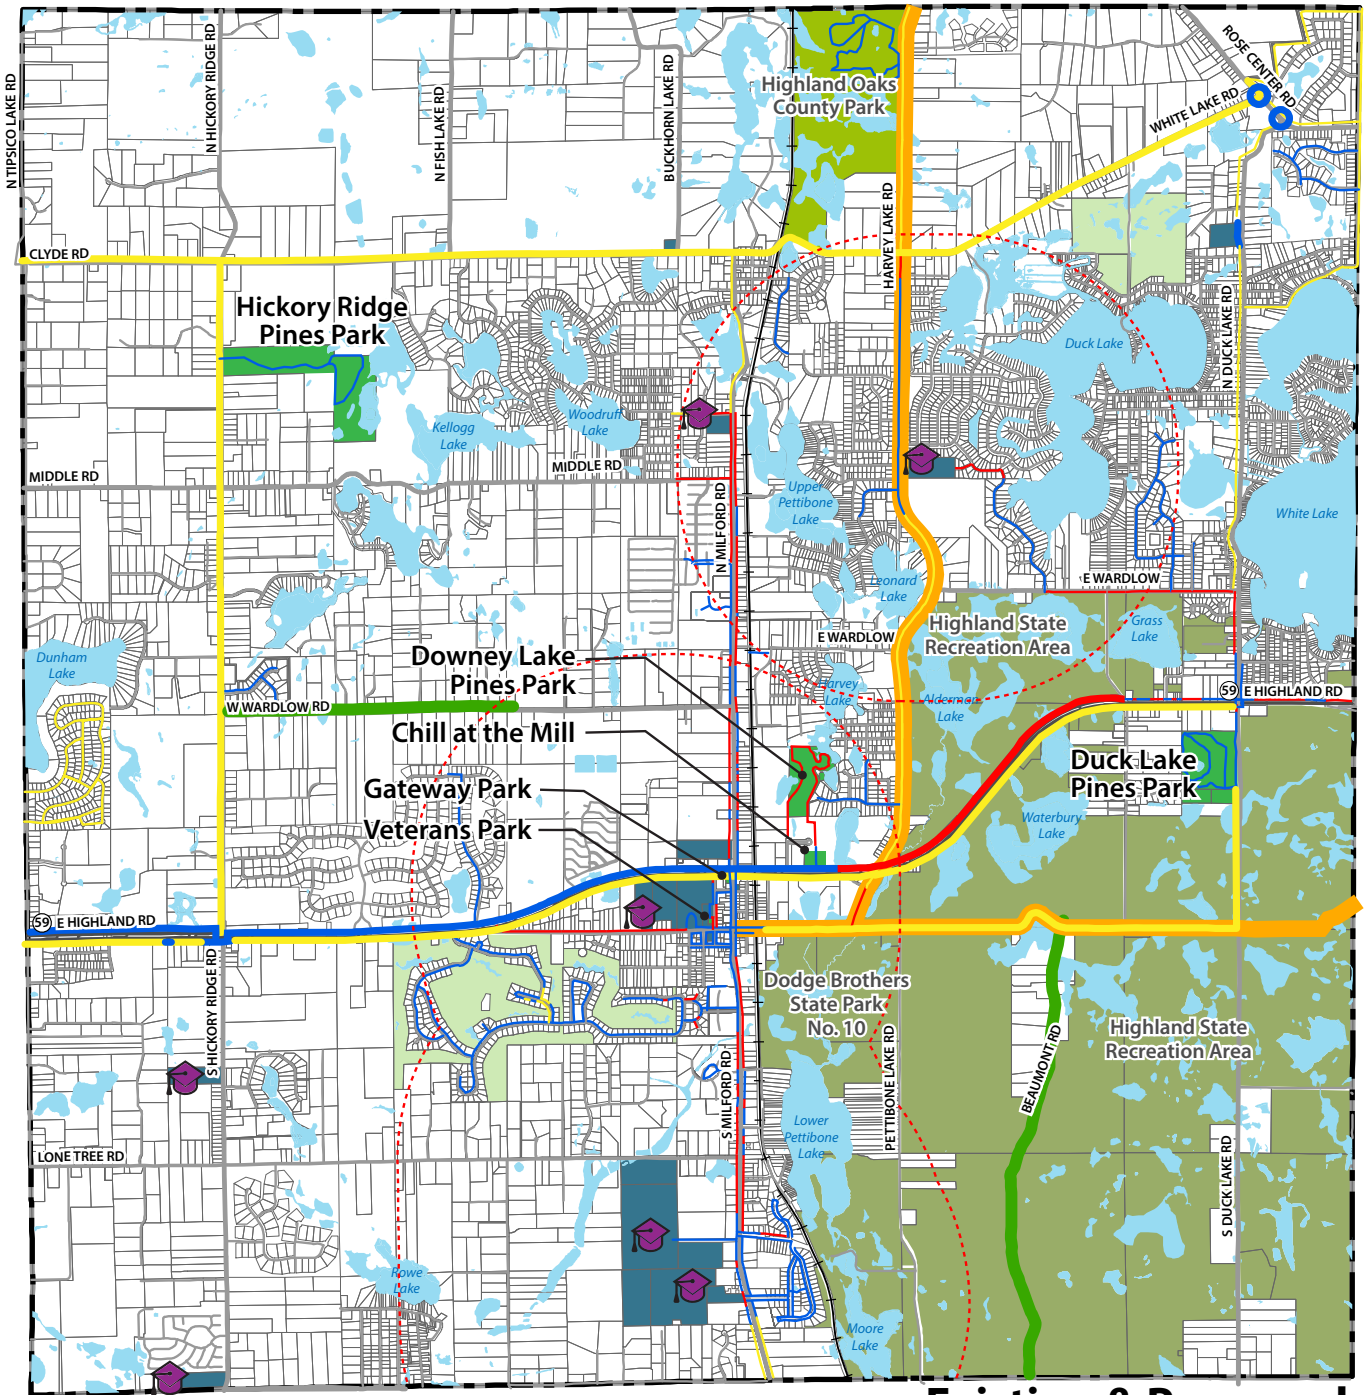 N TIPSICO LAKE RD
N HICKORY RIDGE RD
N FISH LAKE RD
BUCKHORN LAKE RD
Highland Oaks
County Park
HARVEY LAKE RD
ROSE CENTER RD
WHITE LAKE RD
CLYDE RD
Hickory Ridge
Pines Park
Duck Lake
N DUCK LAKE RD
Kellogg
Lake
Woodruff
Lake
MIDDLE RD
MIDDLE RD
N MILFORD RD
Upper
Pettibone
Lake
White Lake
Leonard
Lake
E WARDLOW
Grass
Lake
E WARDLOW
Highland State
Recreation Area
Dunham
Lake
Downey Lake
Pines Park
Harvey
Lake
Alderman
Lake
59
E HIGHLAND RD
W WARDLOW RD
Chill at the Mill
Gateway Park
Veterans Park
Duck Lake
Pines Park
Waterbury
Lake
59
E HIGHLAND RD
S HICKORY RIDGE RD
Dodge Brothers
State Park
No. 10
Highland State
Recreation Area
S MILFORD RD
PETTIBONE LAKE RD
BEAUMONT RD
Lower
Pettibone
Lake
LONE TREE RD
S DUCK LAKE RD
Rowe
Lake
Moore
Lake